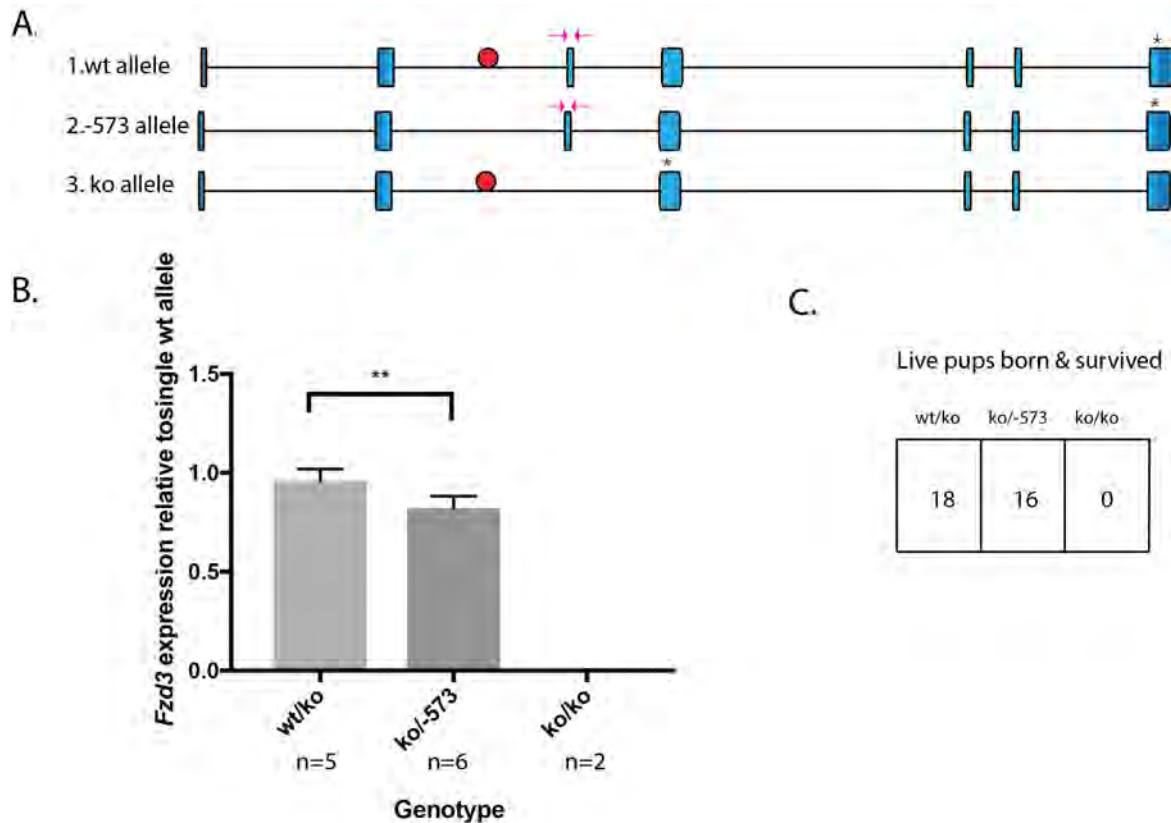 A.
*
1.wt allele
*
2.-573 allele
*
3. ko allele
B.
Fzd3 expression relative tosingle wt allele
1.5
1.0
0.5
0.0
**
wt/ko
ko/-573
ko/ko
n=5
n=6
n=2
Genotype
C.
Live pups born & survived
wt/ko
ko/-573
ko/ko
18
16
0